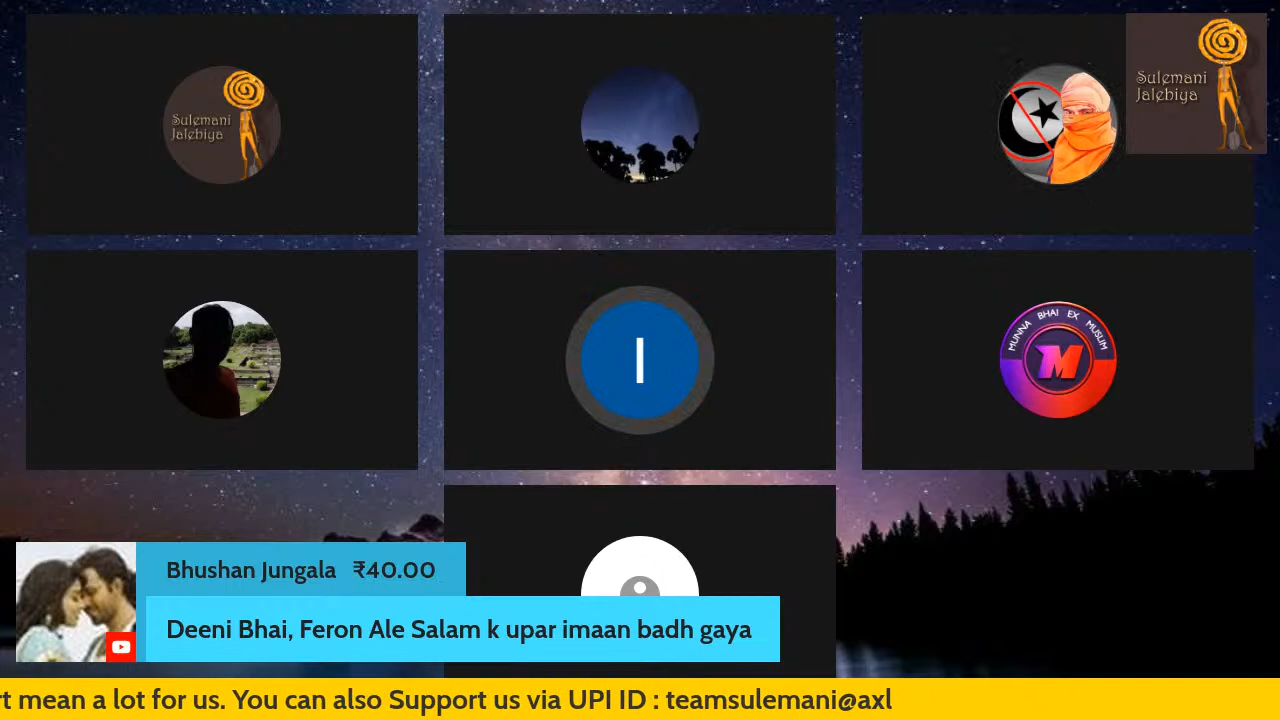 Sulemani
Jalebiya
Sulemani
Jalebiya
I
MUNNA BHAI EX MUSLIM
M
Bhushan Jungala ₹40.00
Deeni Bhai, Feron Ale Salam k upar imaan badh gaya
rt mean a lot for us. You can also Support us via UPI ID : teamsulemani@axl